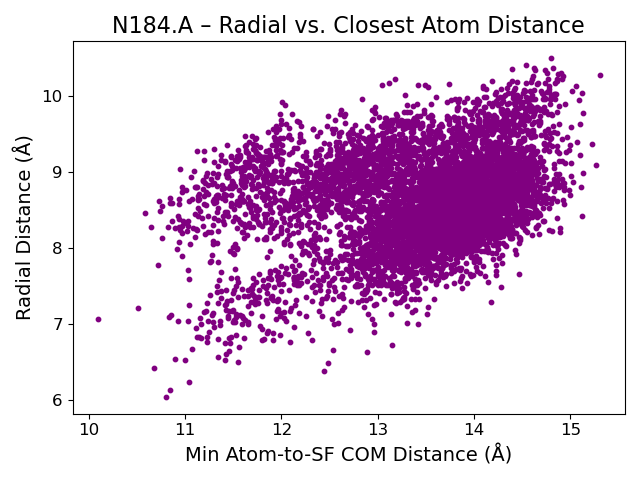 N184.A – Radial vs. Closest Atom Distance
Radial Distance (Å)
10
9
8
7
6
10 11 12 13 14 15
Min Atom-to-SF COM Distance (Å)